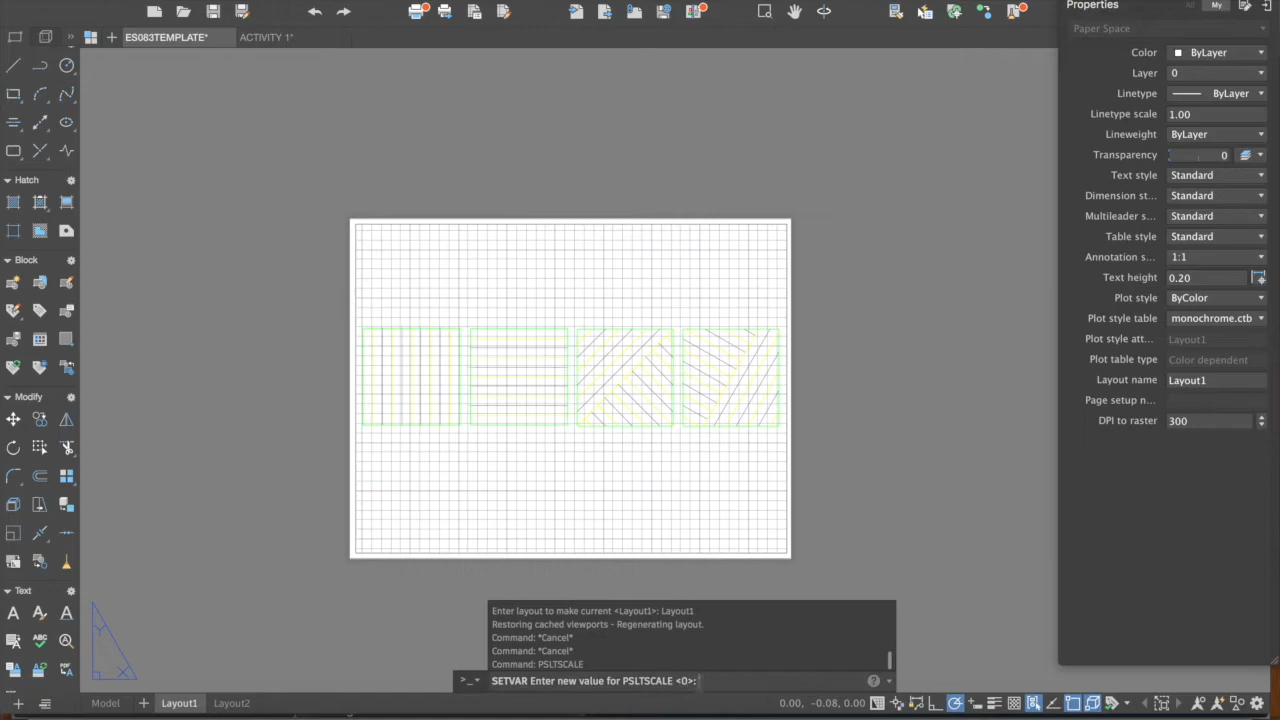 Properties
All
My
ES083TEMPLATE*
ACTIVITY 1*
Paper Space
Color
ByLayer
Layer
0
Linetype
ByLayer
Linetype scale
1.00
Lineweight
ByLayer
Transparency
0
Text style
Standard
Dimension st...
Standard
Multileader s...
Standard
Table style
Standard
Annotation s...
1:1
Text height
0.20
Plot style
ByColor
Plot style table
monochrome.ctb
Plot style att...
Layout1
Plot table type
Color dependent
Layout name
Layout1
Page setup n...
DPI to raster
300
Hatch
Block
Modify
Text
ABC
PDF
Y
X
Enter layout to make current <Layout1>: Layout1
Restoring cached viewports - Regenerating layout.
Command: *Cancel*
Command: *Cancel*
Command: PSLTSCALE
SETVAR Enter new value for PSLTSCALE <0>:
Model
Layout1
Layout2
0.00, -0.08, 0.00